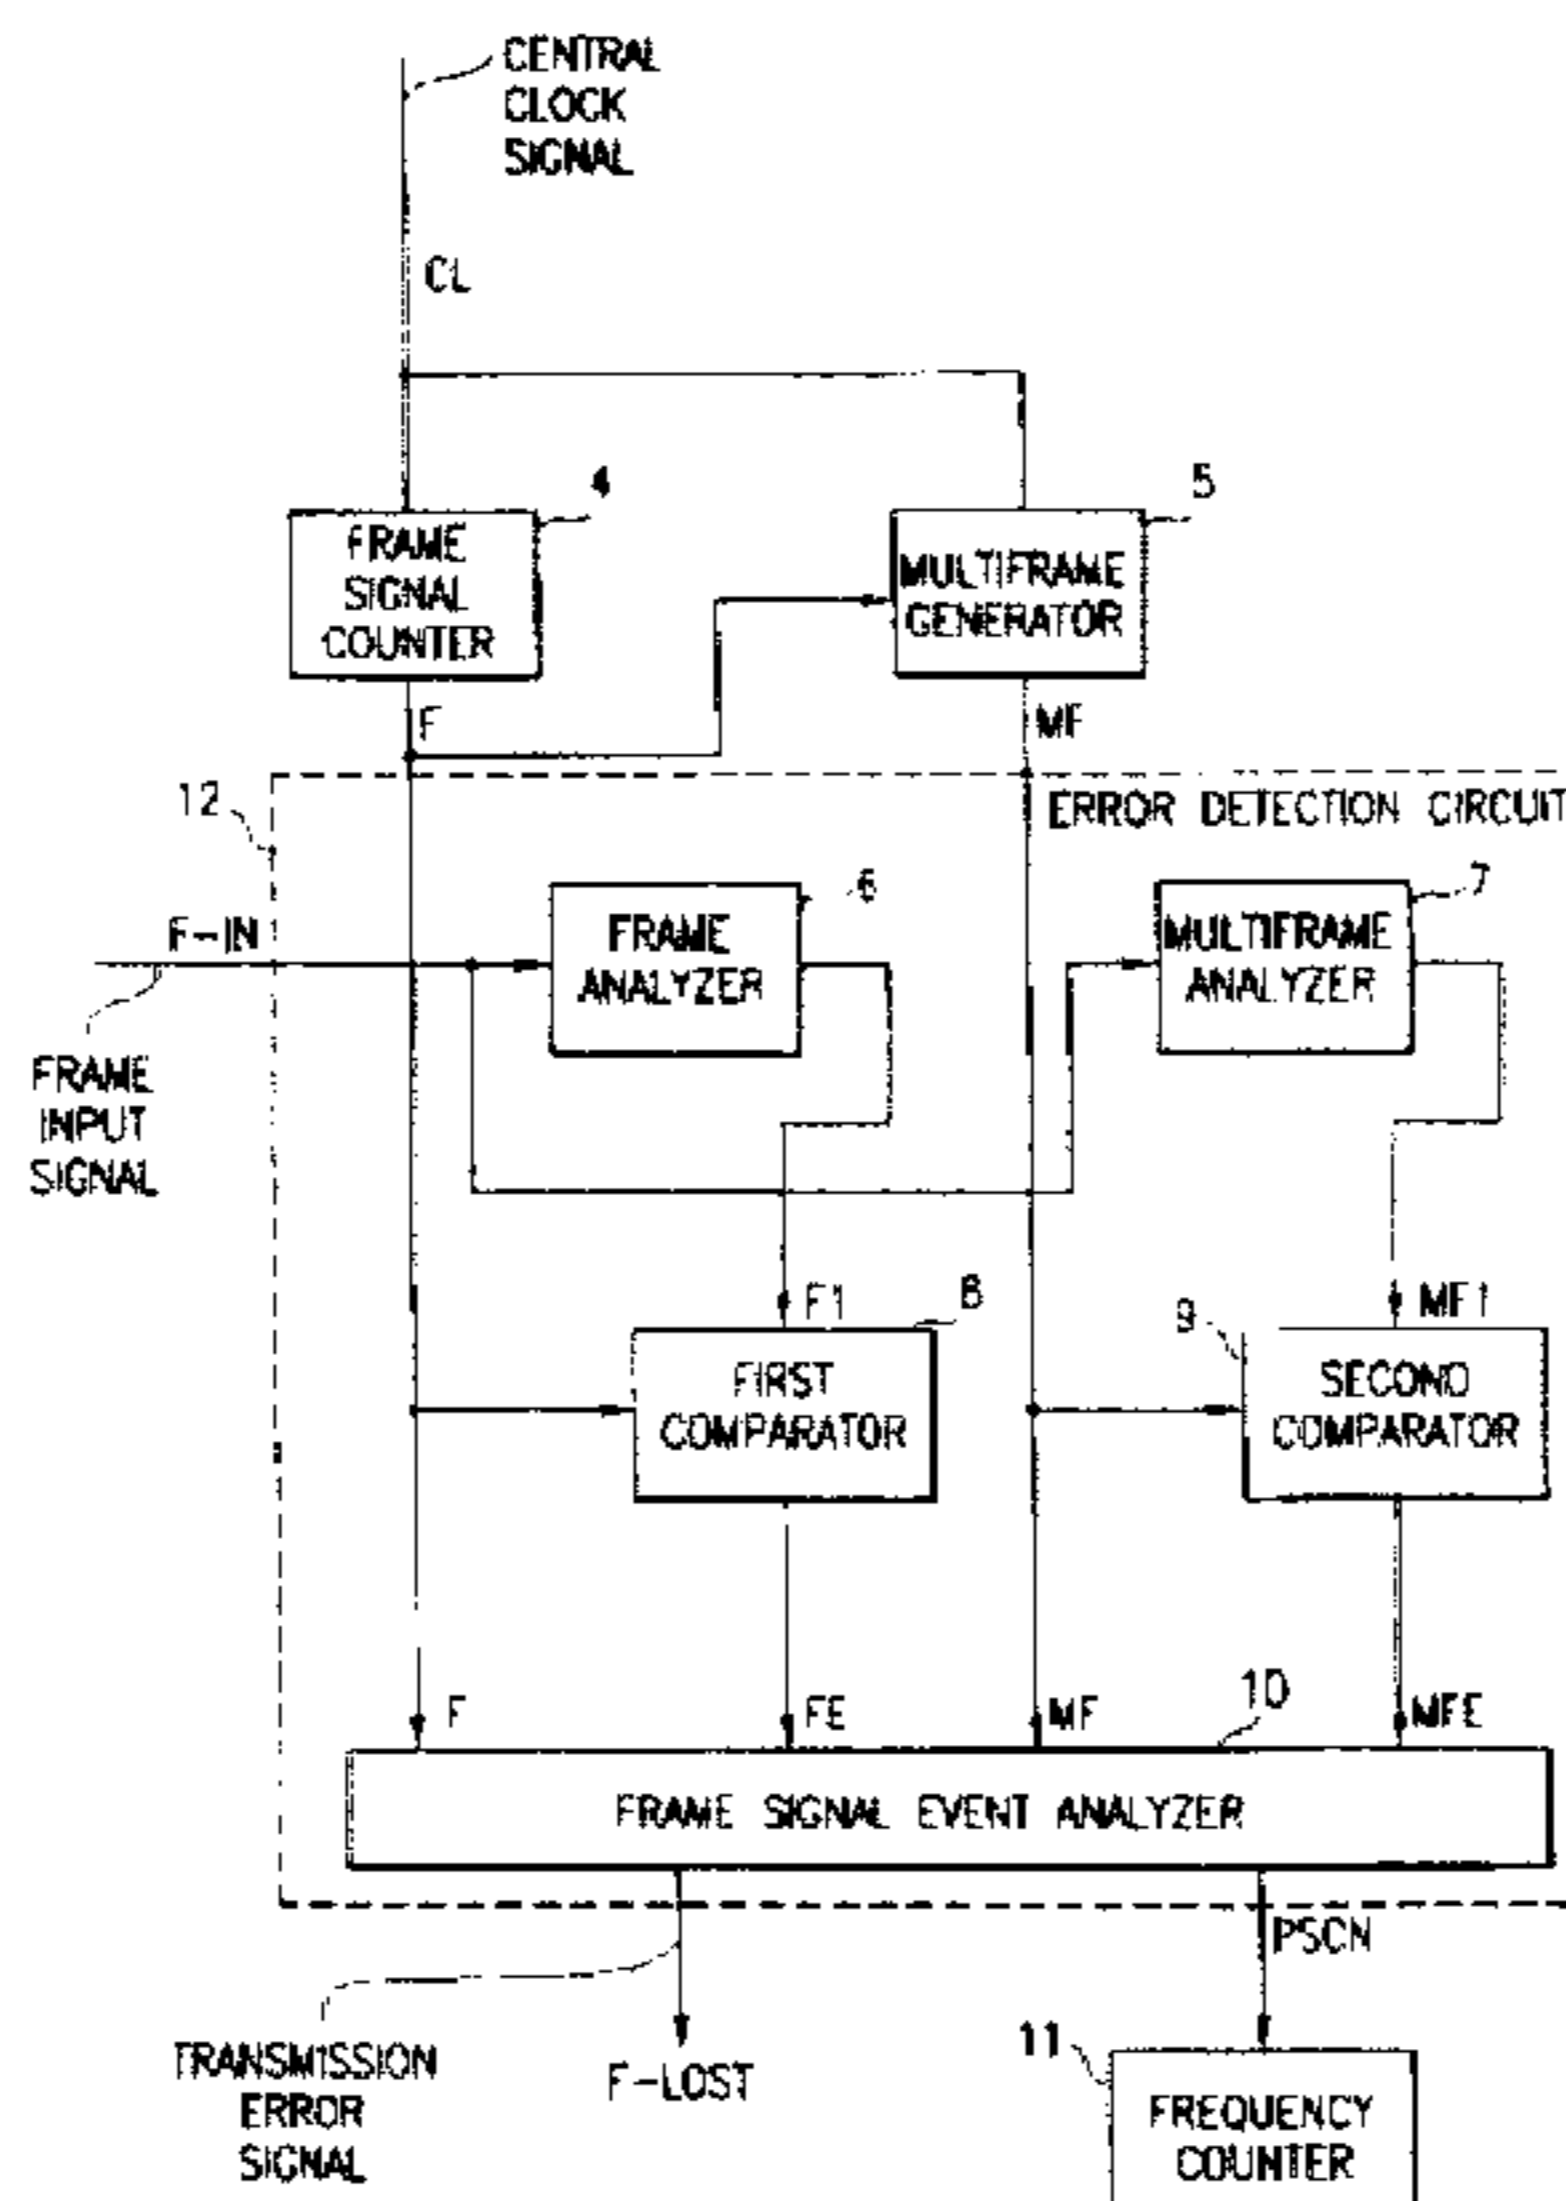 CENTRAL
CLOCK
SIGNAL
CL
4
5
FRAME
SIGNAL
COUNTER
MULTIFRAME
GENERATOR
F
MF
12
ERROR DETECTION CIRCUIT
6
7
F-IN
FRAME
ANALYZER
MULTIFRAME
ANALYZER
FRAME
INPUT
SIGNAL
F1
8
9
MF1
FIRST
COMPARATOR
SECOND
COMPARATOR
F
FE
MF
10
MFE
FRAME SIGNAL EVENT ANALYZER
PSCN
TRANSMISSION
ERROR
SIGNAL
F-LOST
11
FREQUENCY
COUNTER